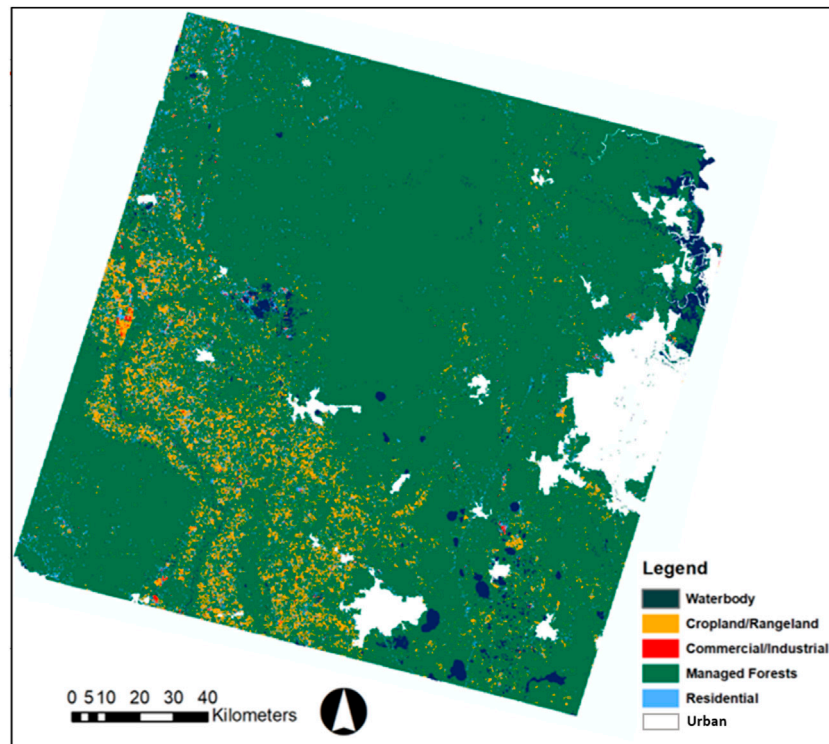 Legend
Waterbody
Cropland/Rangeland
Commercial/Industrial
Managed Forests
Residential
Urban
0 5 10 20 30 40
Kilometers